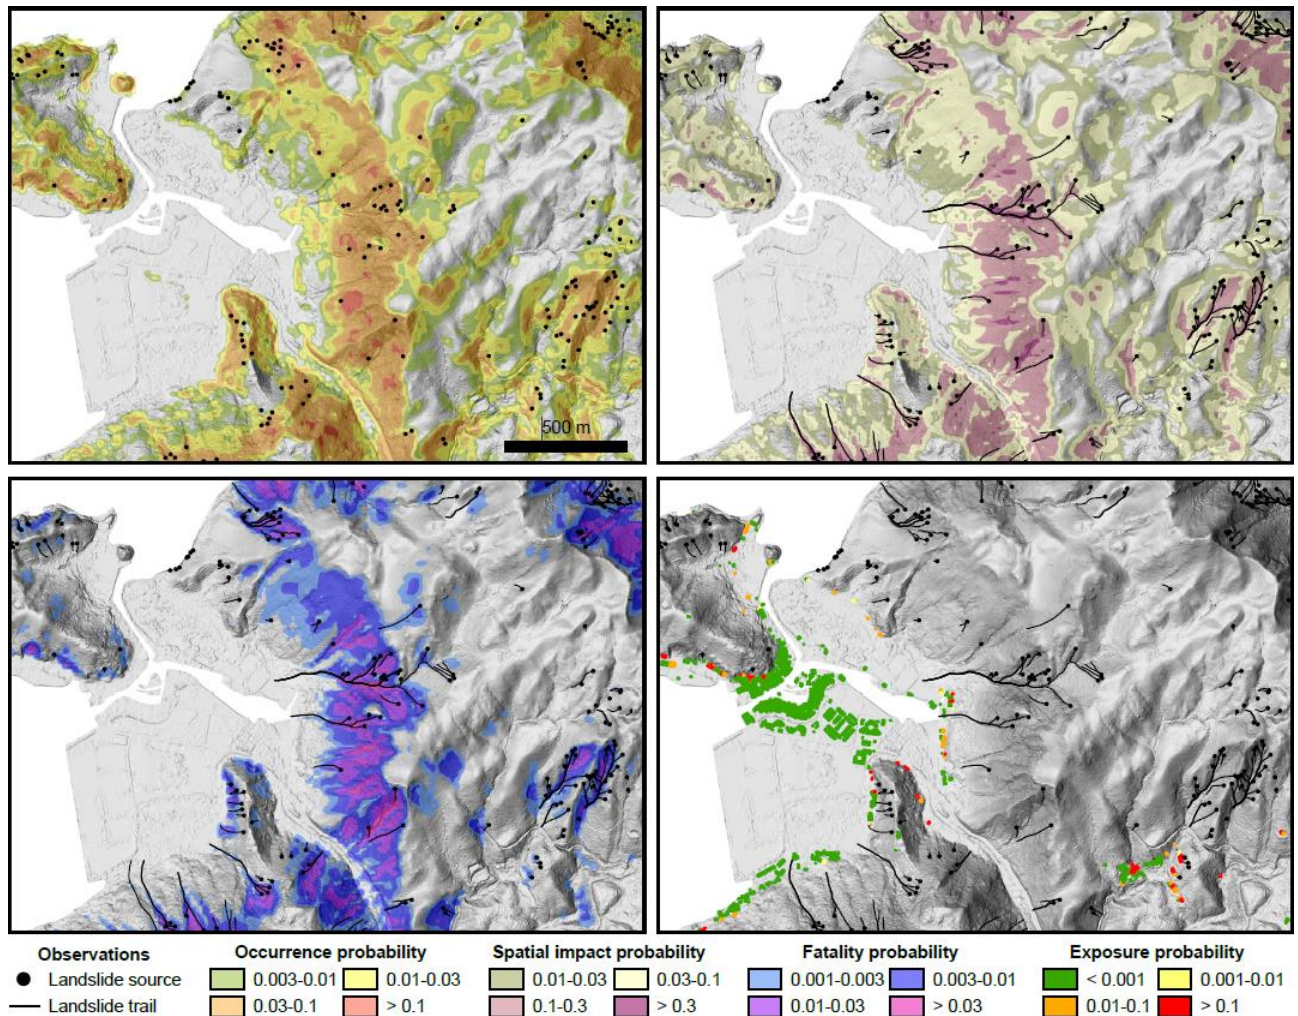 500 m
Observations Occurrence probability Spatial impact probability Fatality probability Exposure probability
Landslide source 0.003-0.01 0.01-0.03 0.01-0.03 0.03-0.1 0.001-0.003 0.003-0.01 < 0.001 0.001-0.01
Landslide trail 0.03-0.1 > 0.1 0.1-0.3 > 0.3 0.01-0.03 > 0.03 0.01-0.1 > 0.1